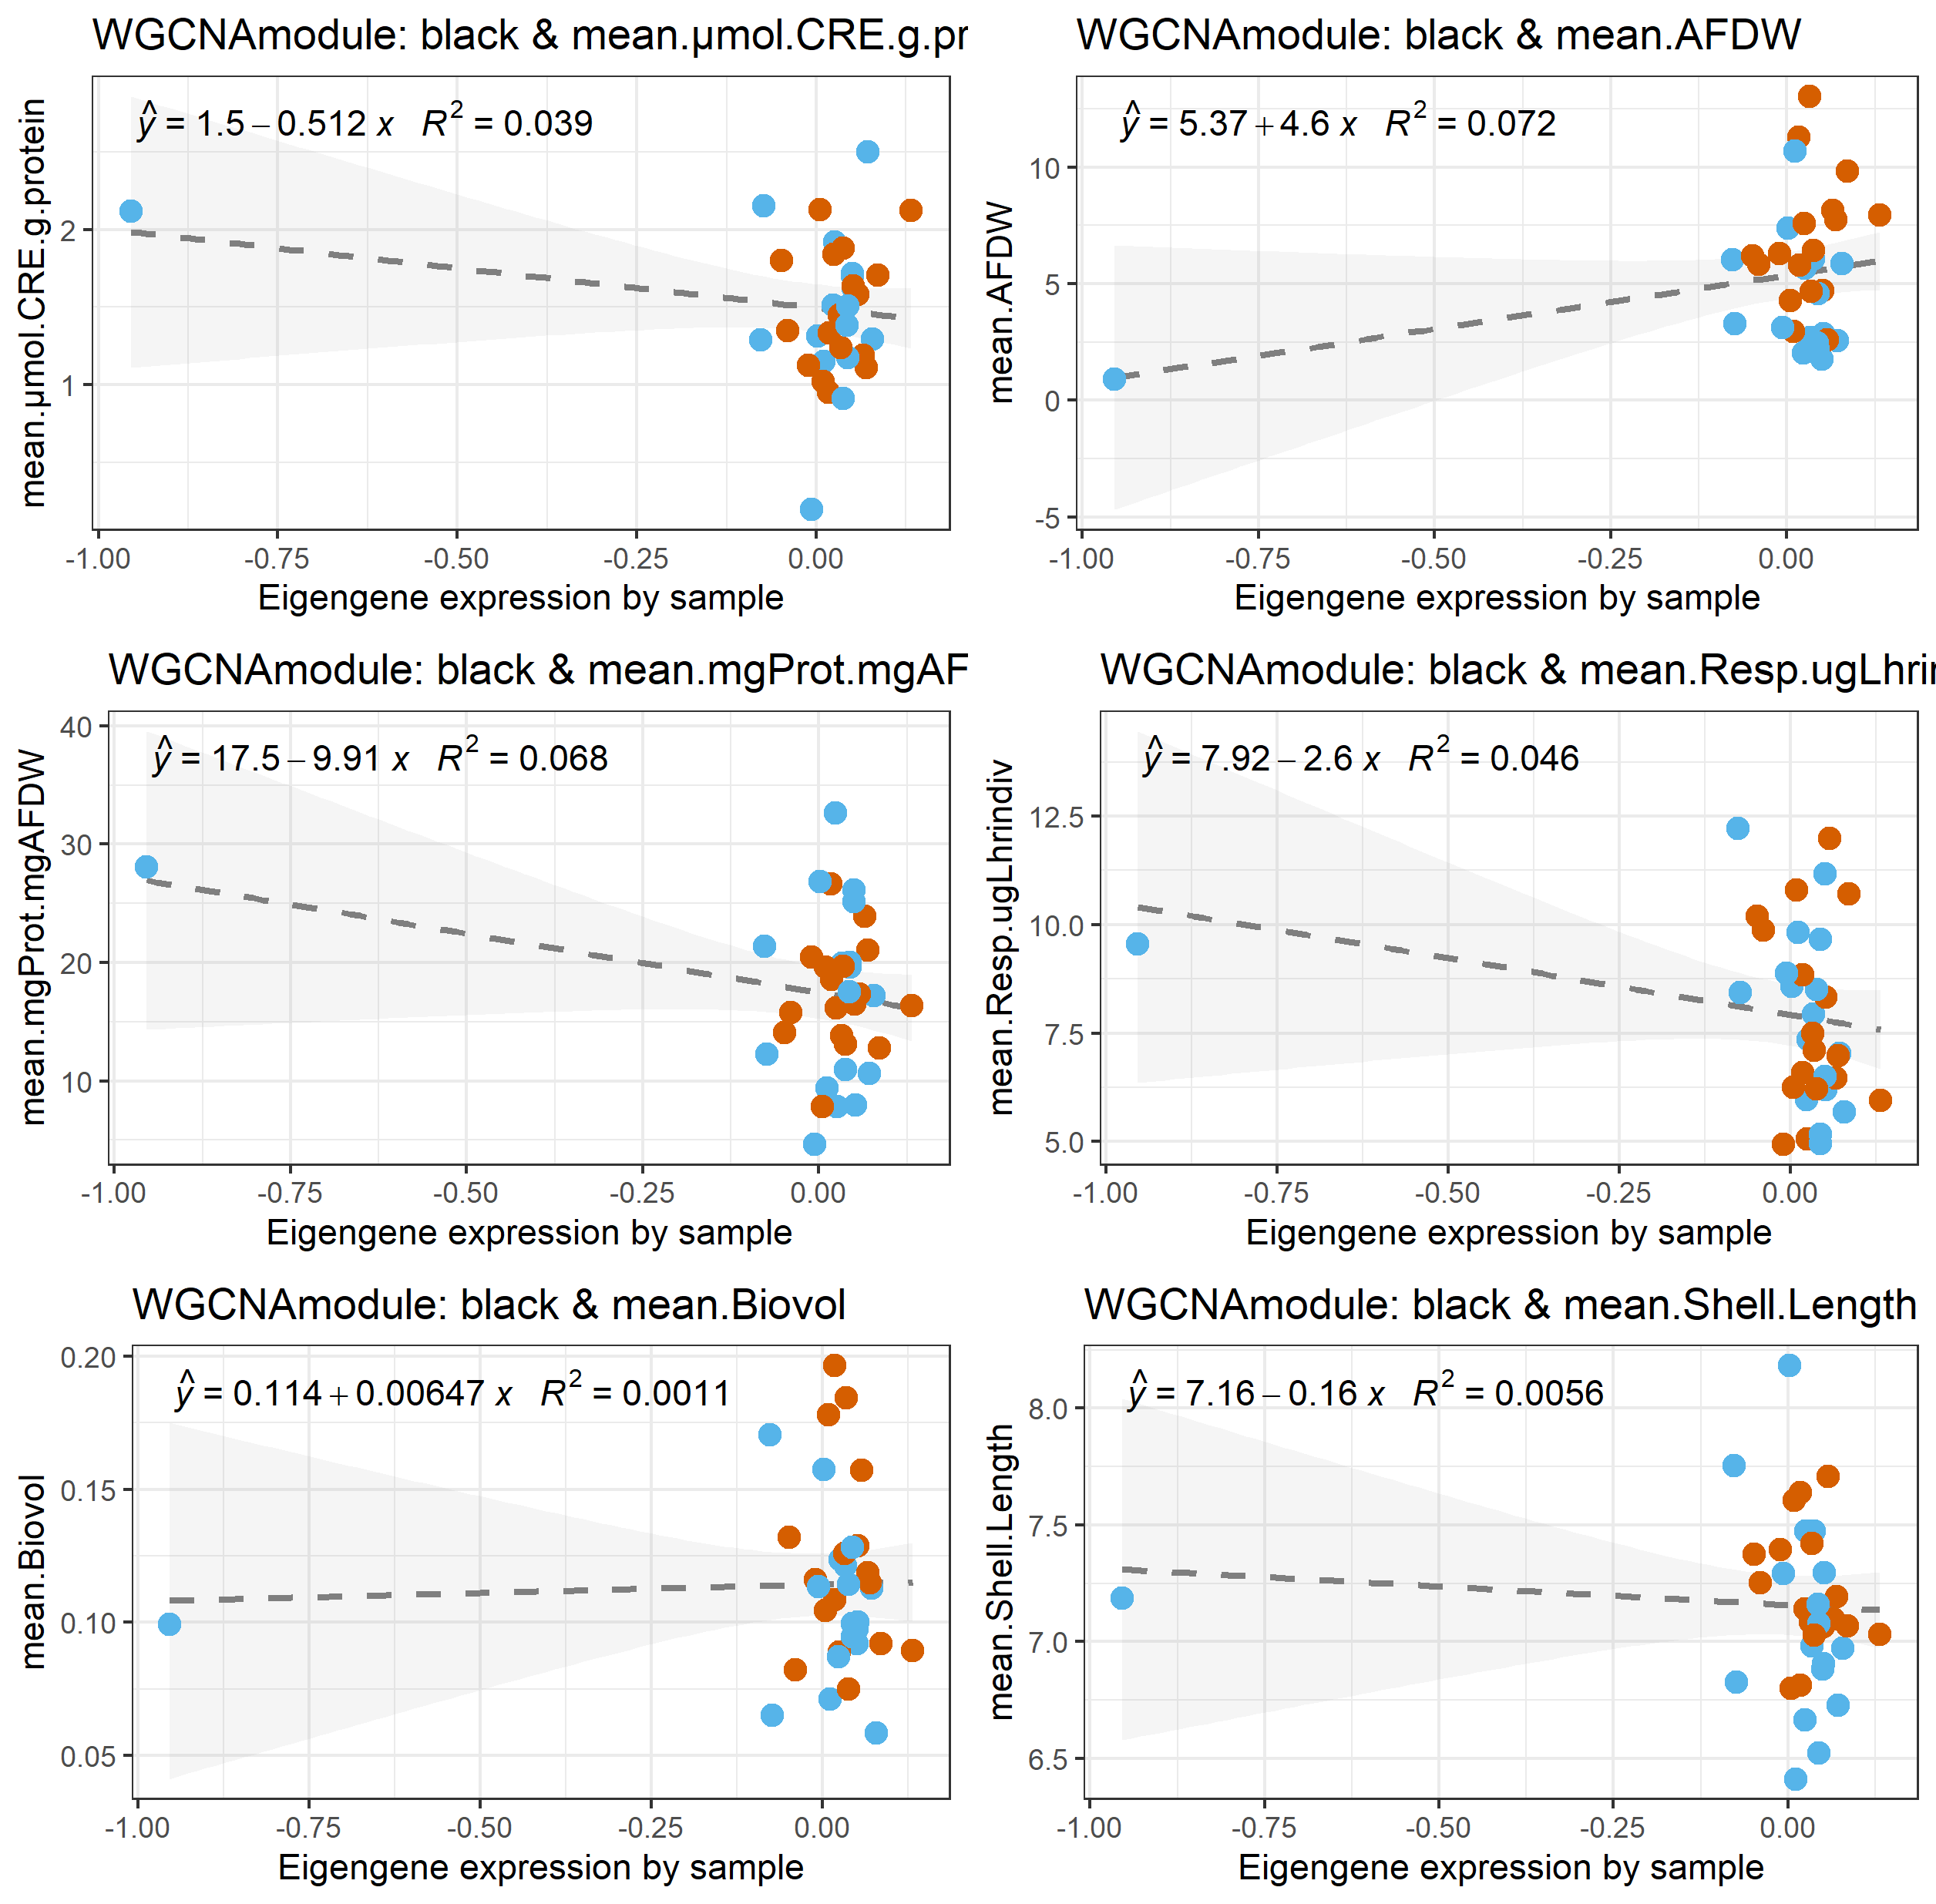 WGCNAmodule: black & mean.µmol.CRE.g.pr
mean.µmol.CRE.g.protein
ŷ = 1.5 − 0.512 x R² = 0.039
2
1
-1.00 -0.75 -0.50 -0.25 0.00
Eigengene expression by sample
WGCNAmodule: black & mean.AFDW
mean.AFDW
ŷ = 5.37 + 4.6 x R² = 0.072
10
5
0
-5
-1.00 -0.75 -0.50 -0.25 0.00
Eigengene expression by sample
WGCNAmodule: black & mean.mgProt.mgAF
mean.mgProt.mgAFDW
ŷ = 17.5 − 9.91 x R² = 0.068
40
30
20
10
-1.00 -0.75 -0.50 -0.25 0.00
Eigengene expression by sample
WGCNAmodule: black & mean.Resp.ugLhrin
mean.Resp.ugLhrindiv
ŷ = 7.92 − 2.6 x R² = 0.046
12.5
10.0
7.5
5.0
-1.00 -0.75 -0.50 -0.25 0.00
Eigengene expression by sample
WGCNAmodule: black & mean.Biovol
mean.Biovol
ŷ = 0.114 + 0.00647 x R² = 0.0011
0.20
0.15
0.10
0.05
-1.00 -0.75 -0.50 -0.25 0.00
Eigengene expression by sample
WGCNAmodule: black & mean.Shell.Length
mean.Shell.Length
ŷ = 7.16 − 0.16 x R² = 0.0056
8.0
7.5
7.0
6.5
-1.00 -0.75 -0.50 -0.25 0.00
Eigengene expression by sample